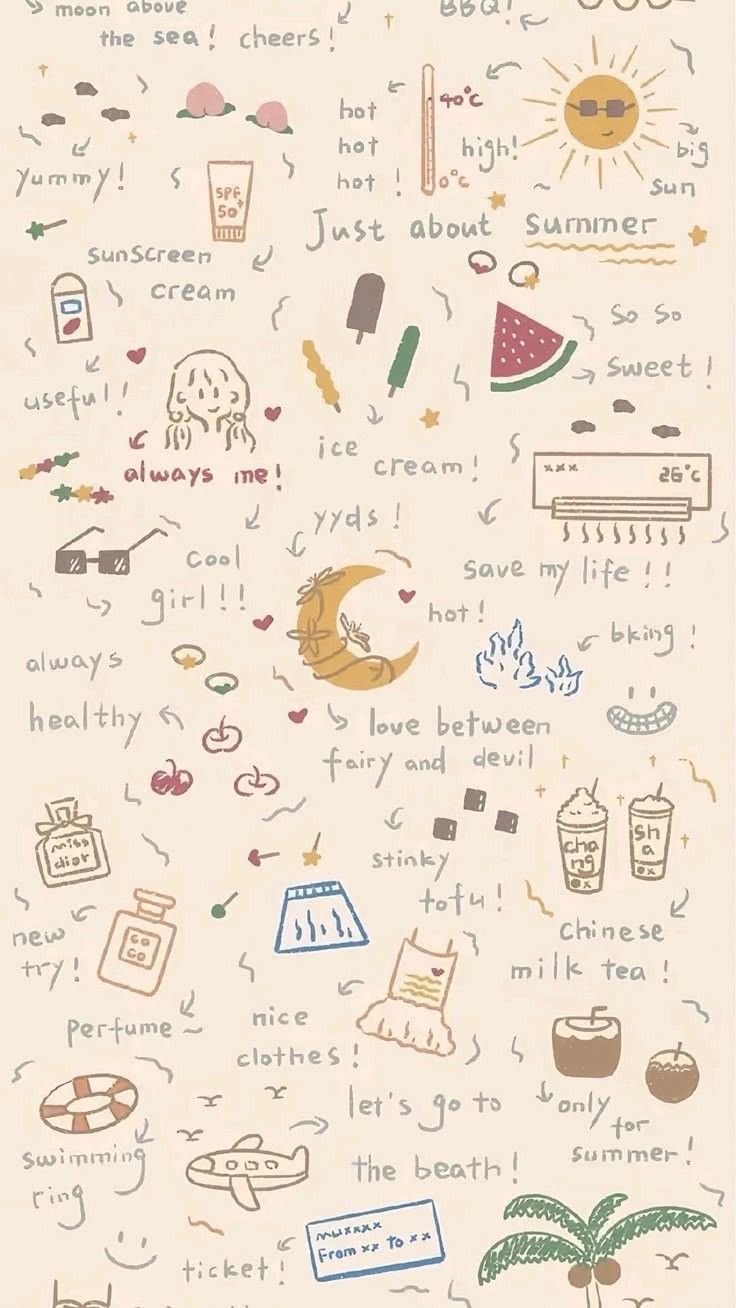 moon above
the sea! cheers!
BBQ!
yummy!
SPF
50+
sunscreen
cream
hot
hot
hot !
40°C
0°C
high!
big
sun
Just about summer
useful!!
always me!
ice
cream!
so so
sweet!
xxx 26°C
save my life !!
cool
girl!!
yyds !
hot!
bking !
always
healthy
love between
fairy and devil
miss
dior
new
try!
CO
CO
perfume~
stinky
tofu!
cha
ng
sh
a
chinese
milk tea !
nice
clothes!
let's go to
the beath!
only
for
summer!
swimming
ring
ticket!
From xx To xx